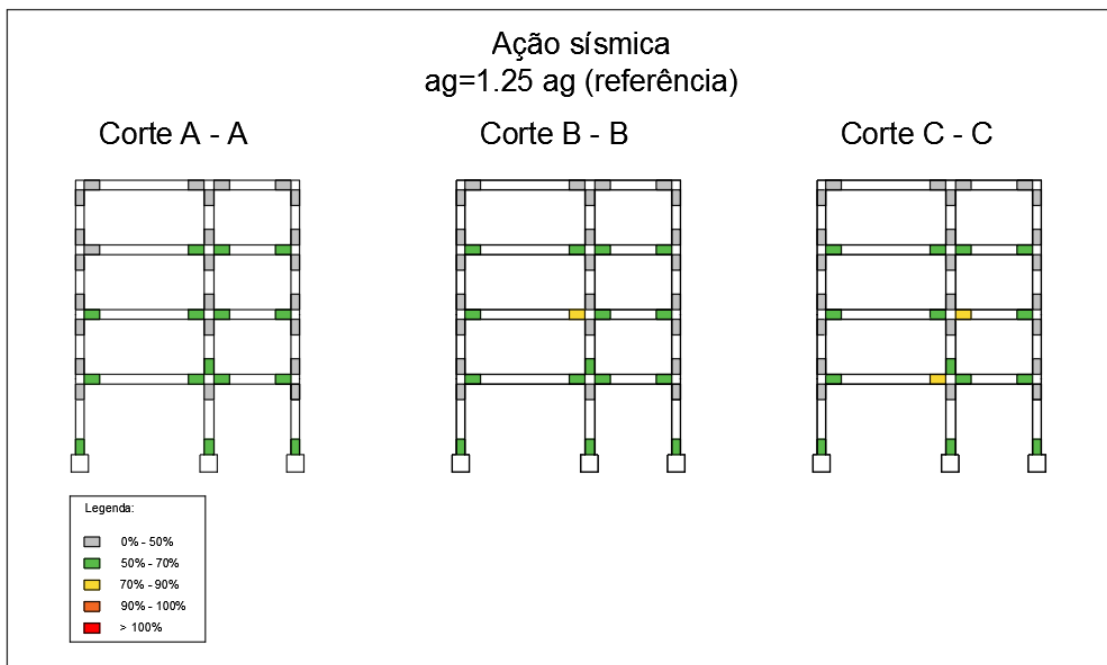 Ação sísmica
ag=1.25 ag (referência)
Corte A - A
Corte B - B
Corte C - C
Legenda:
0% - 50%
50% - 70%
70% - 90%
90% - 100%
> 100%